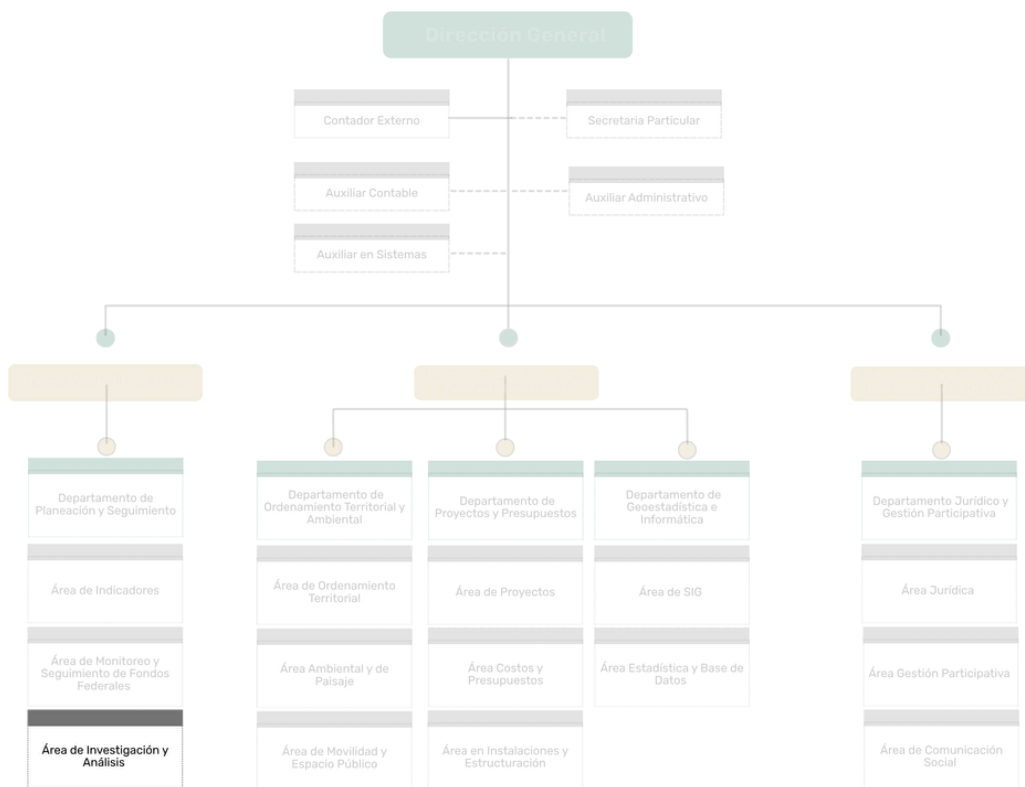 Dirección General
Contador Externo
Secretaria Particular
Auxiliar Contable
Auxiliar Administrativo
Auxiliar en Sistemas
Departamento de
Planeación y Seguimiento
Departamento de
Ordenamiento Territorial y
Ambiental
Departamento de
Proyectos y Presupuestos
Departamento de
Geoestadística e
Informática
Departamento Jurídico y
Gestión Participativa
Área de Indicadores
Área de Ordenamiento
Territorial
Área de Proyectos
Área de SIG
Área Jurídica
Área de Monitoreo y
Seguimiento de Fondos
Federales
Área Ambiental y de
Paisaje
Área Costos y
Presupuestos
Área Estadística y Base de
Datos
Área Gestión Participativa
Área de Investigación y
Análisis
Área de Movilidad y
Espacio Público
Área en Instalaciones y
Estructuración
Área de Comunicación
Social